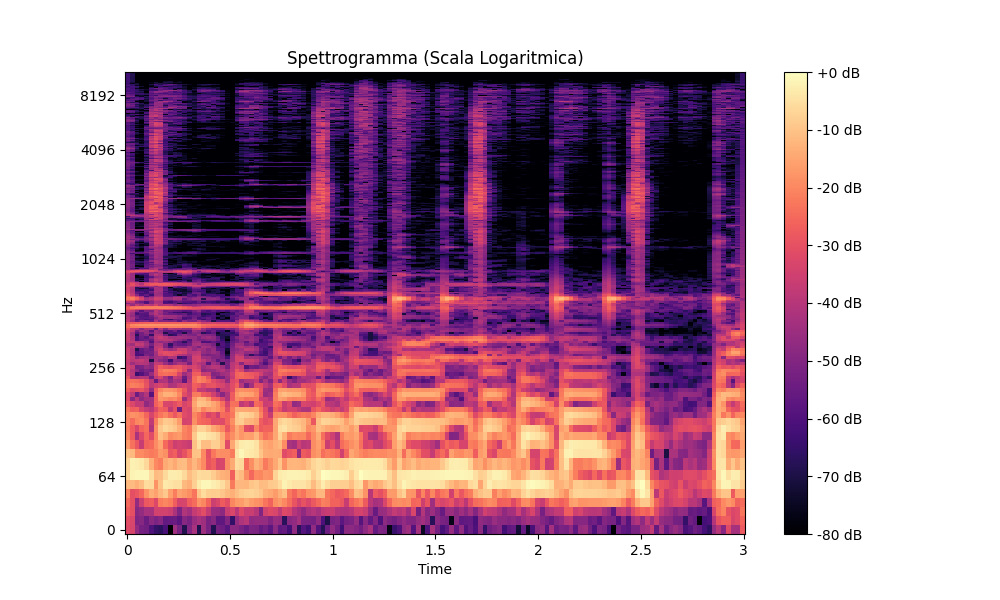 Spettrogramma (Scala Logaritmica)
Hz
8192
4096
2048
1024
512
256
128
64
0
0
0.5
1
1.5
2
2.5
3
Time
+0 dB
-10 dB
-20 dB
-30 dB
-40 dB
-50 dB
-60 dB
-70 dB
-80 dB